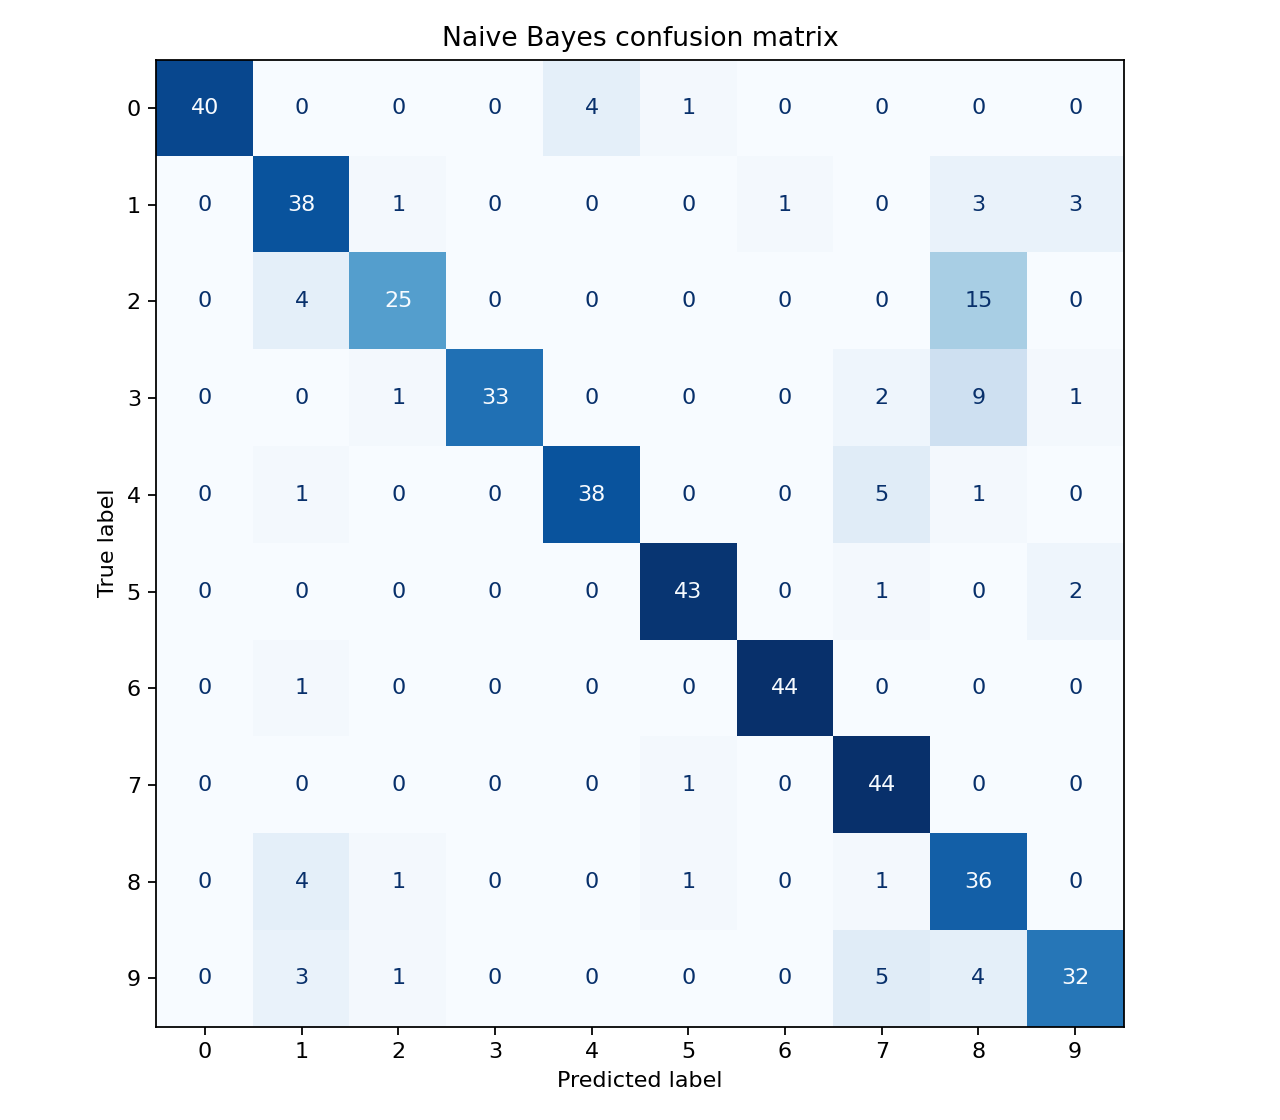 Naive Bayes confusion matrix
0 40 0 0 0 4 1 0 0 0 0
1 0 38 1 0 0 0 1 0 3 3
2 0 4 25 0 0 0 0 0 15 0
3 0 0 1 33 0 0 0 2 9 1
4 0 1 0 0 38 0 0 5 1 0
5 0 0 0 0 0 43 0 1 0 2
6 0 1 0 0 0 0 44 0 0 0
7 0 0 0 0 0 1 0 44 0 0
8 0 4 1 0 0 1 0 1 36 0
9 0 3 1 0 0 0 0 5 4 32
0 1 2 3 4 5 6 7 8 9
True label
Predicted label